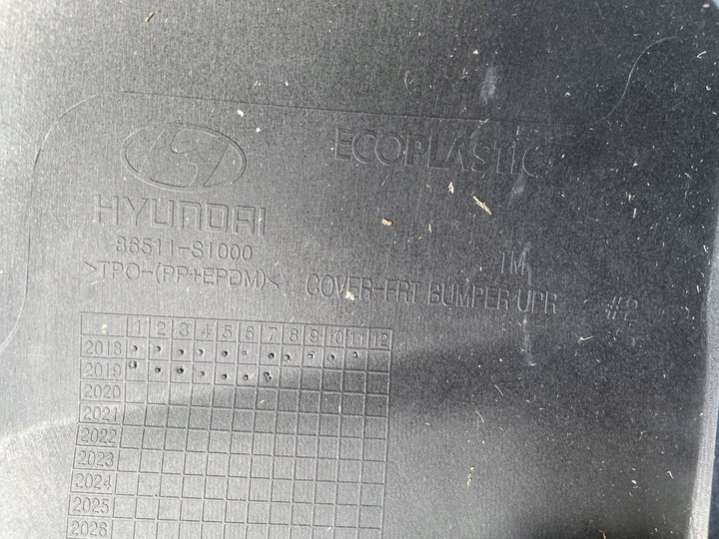 ECOPLASTIC
HYUNDAI
86511-S1000
>TPO-(PP+EPDM)<
TM
COVER-FRT BUMPER UPR
#2
1 2 3 4 5 6 7 8 9 10 11 12
2018
2019
2020
2021
2022
2023
2024
2025
2026